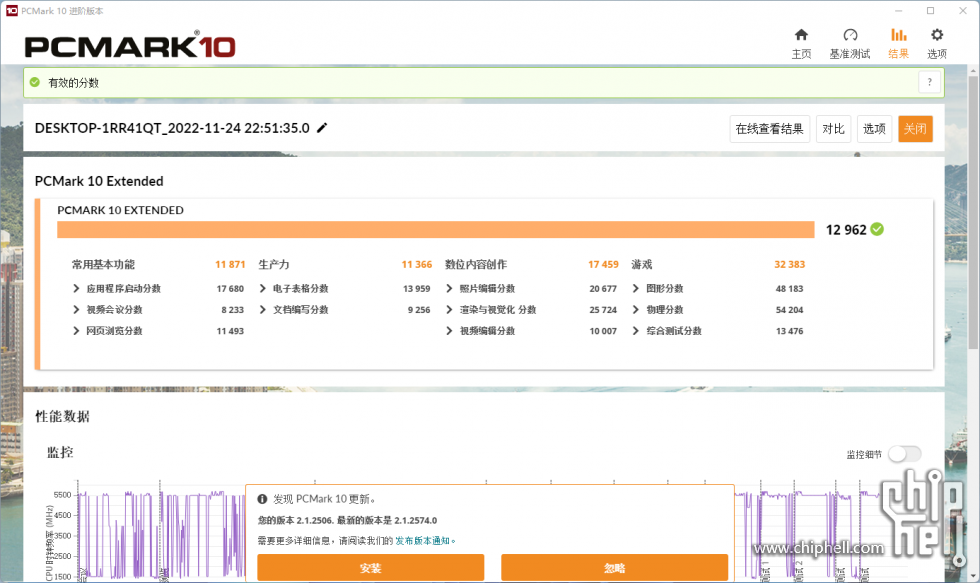 PCMark 10 进阶版本
PCMARK®10
主页
基准测试
结果
选项
有效的分数
?
DESKTOP-1RR41QT_2022-11-24 22:51:35.0
在线查看结果
对比
选项
关闭
PCMark 10 Extended
PCMARK 10 EXTENDED
12 962
常用基本功能 11 871 生产力 11 366 数位内容创作 17 459 游戏 32 383
应用程序启动分数 17 680 电子表格分数 13 959 照片编辑分数 20 677 图形分数 48 183
视频会议分数 8 233 文档编写分数 9 256 渲染与视觉化 分数 25 724 物理分数 54 204
网页浏览分数 11 493 视频编辑分数 10 007 综合测试分数 13 476
性能数据
监控
监控细节
CPU 时钟频率 (MHz)
5500
4500
3500
2500
1500
发现 PCMark 10 更新。
您的版本 2.1.2506. 最新的版本是 2.1.2574.0
需要更多详细信息，请阅读我们的 发布版本通知。
安装
忽略
chip hell
www.chiphell.com